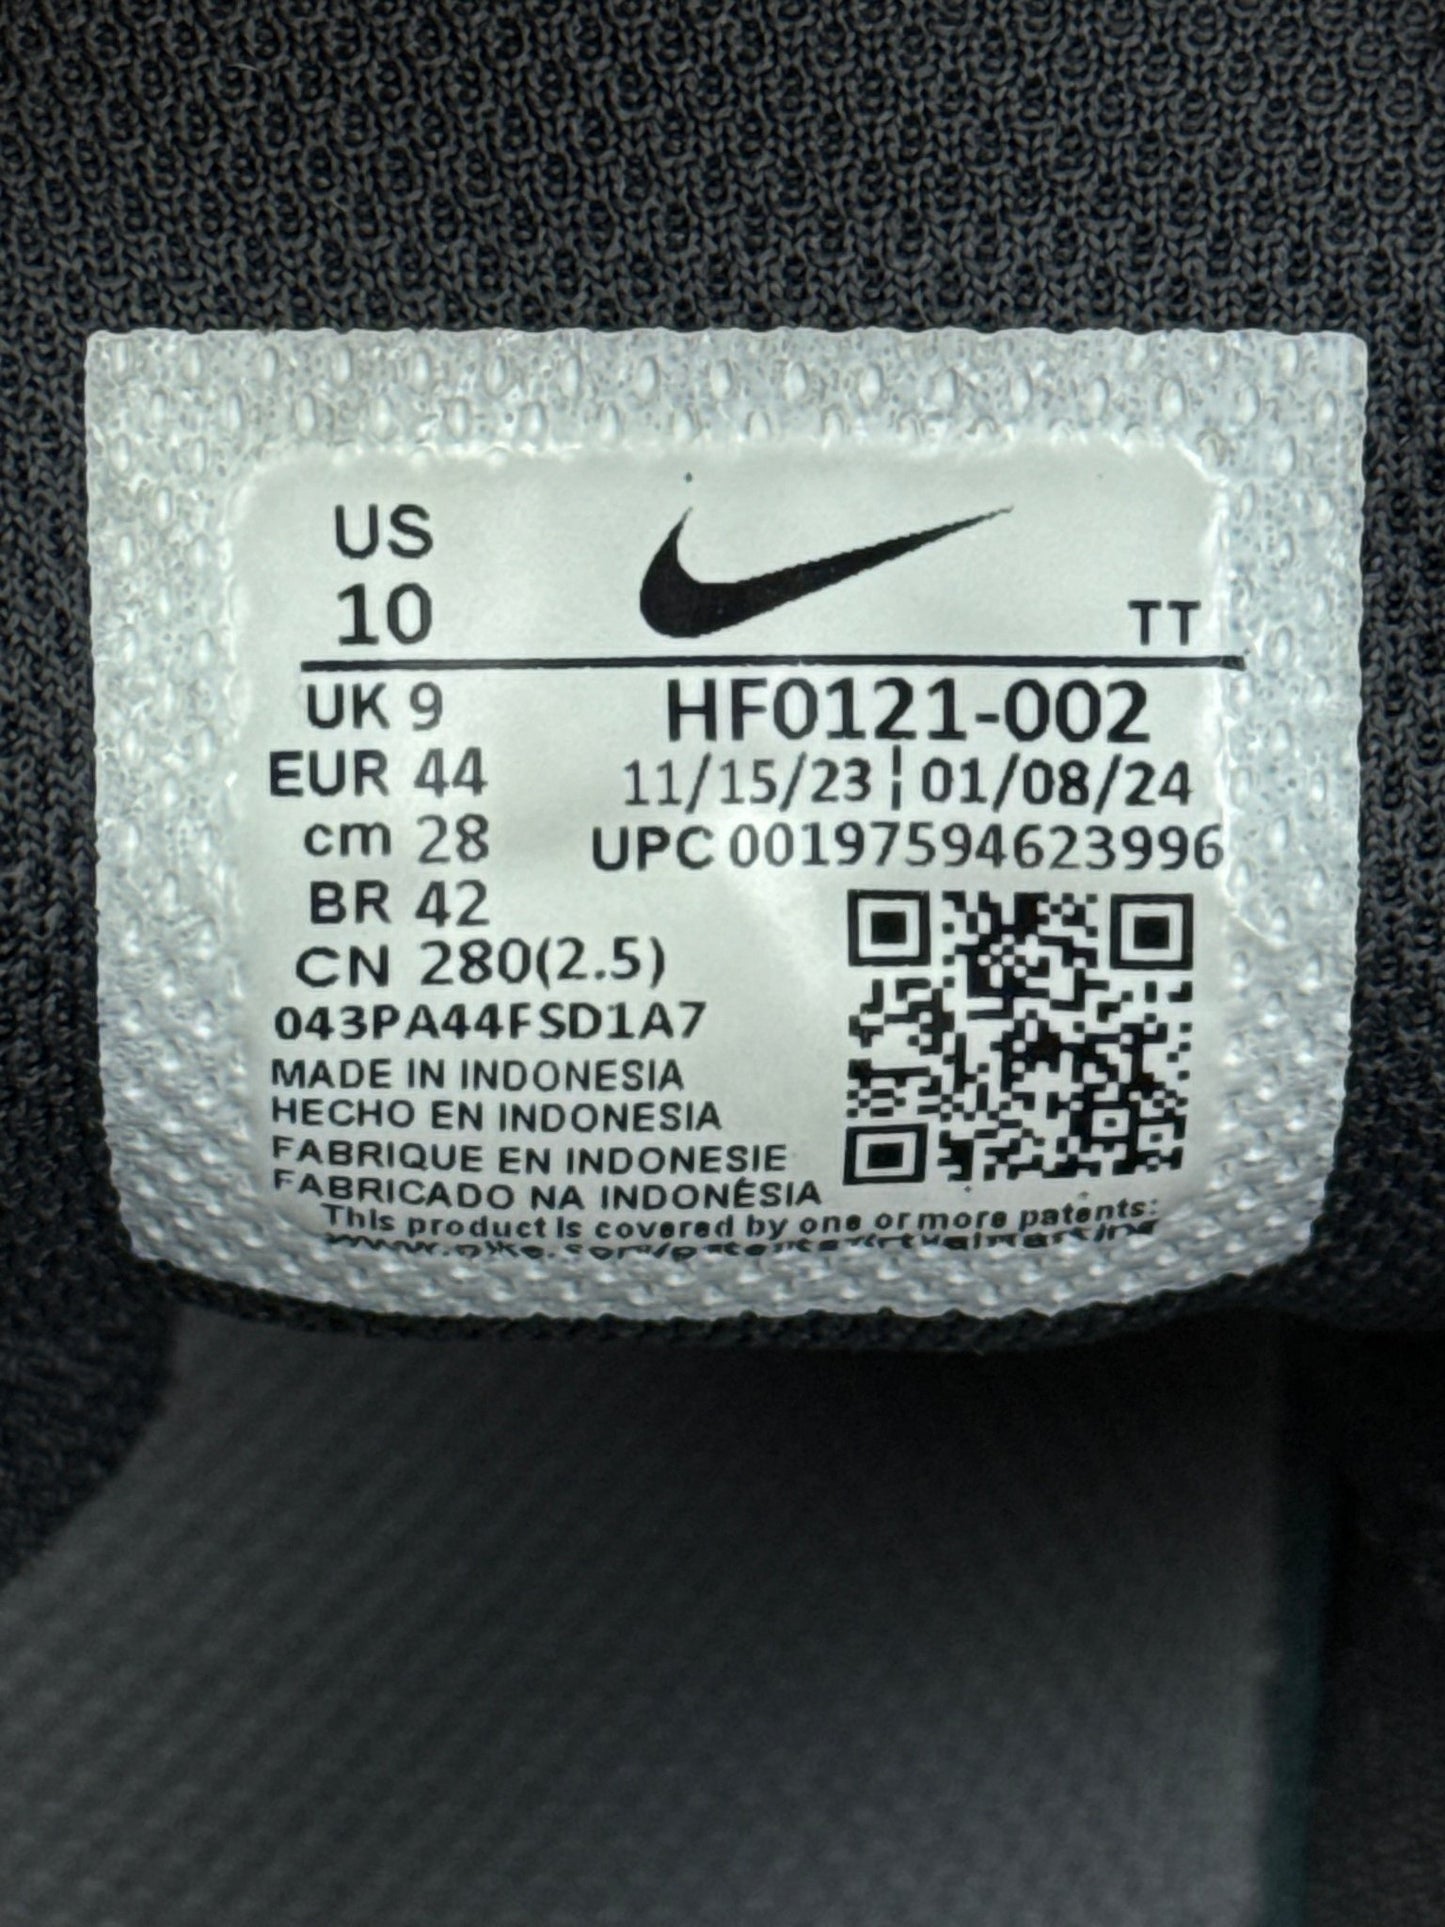 US
10
TT
UK 9
HF0121-002
EUR 44
11/15/23 ¦ 01/08/24
cm 28
UPC 00197594623996
BR 42
CN 280(2.5)
043PA44FSD1A7
MADE IN INDONESIA
HECHO EN INDONESIA
FABRIQUE EN INDONESIE
FABRICADO NA INDONÉSIA
This product is covered by one or more patents: